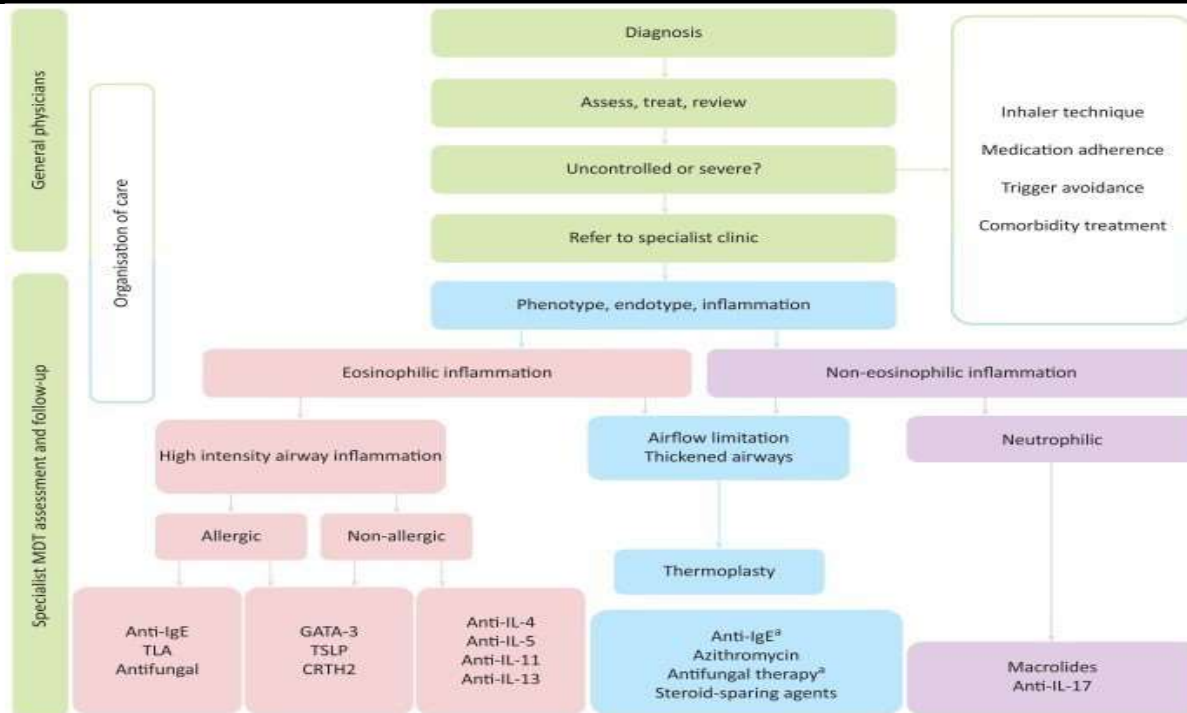 General physicians
Organisation of care
Specialist MDT assessment and follow-up
Diagnosis
Assess, treat, review
Uncontrolled or severe?
Refer to specialist clinic
Inhaler technique
Medication adherence
Trigger avoidance
Comorbidity treatment
Phenotype, endotype, inflammation
Eosinophilic inflammation
Non-eosinophilic inflammation
High intensity airway inflammation
Airflow limitation
Thickened airways
Neutrophilic
Allergic
Non-allergic
Thermoplasty
Anti-IgE
TLA
Antifungal
GATA-3
TSLP
CRTH2
Anti-IL-4
Anti-IL-5
Anti-IL-11
Anti-IL-13
Anti-IgEᵃ
Azithromycin
Antifungal therapyᵃ
Steroid-sparing agents
Macrolides
Anti-IL-17